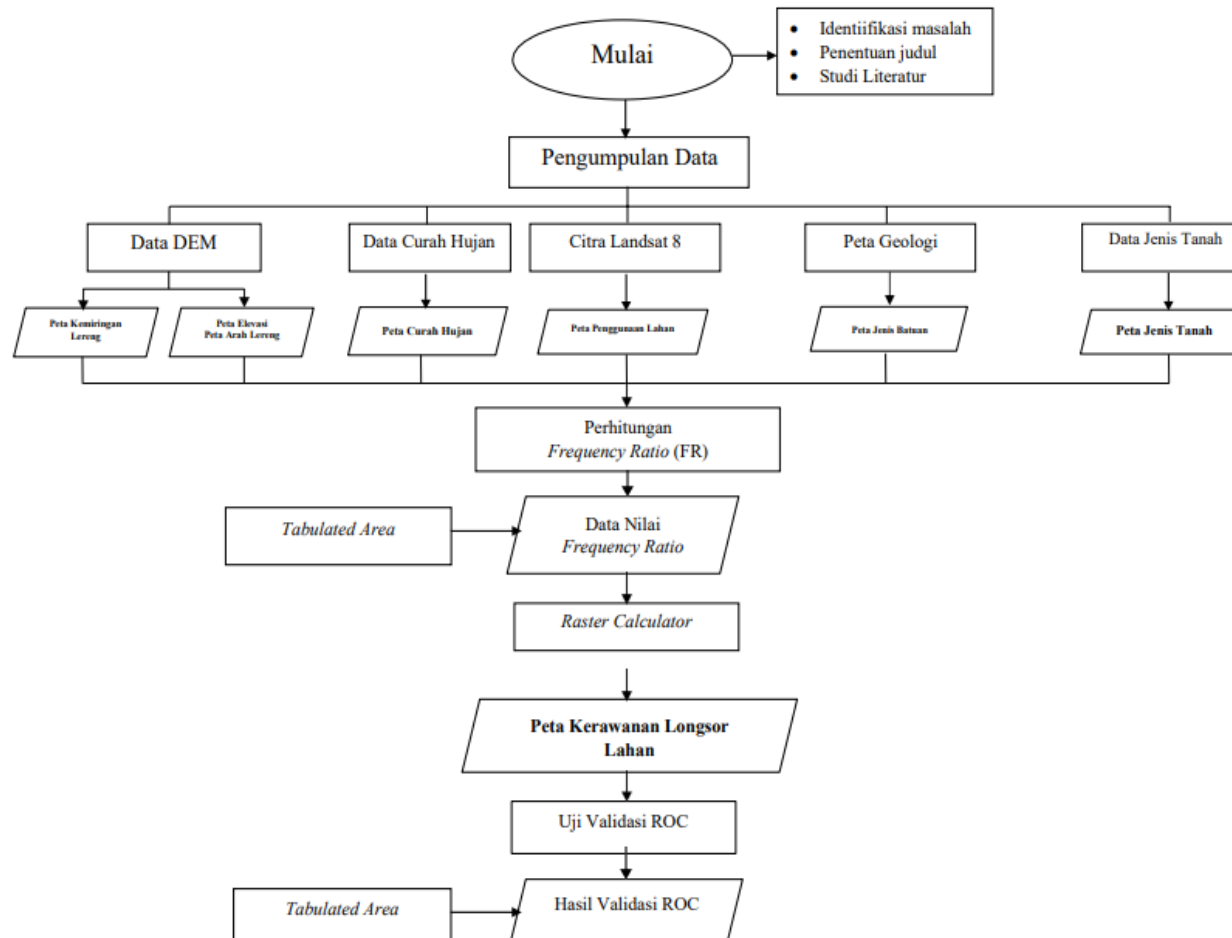 Mulai
• Identiifikasi masalah
• Penentuan judul
• Studi Literatur
Pengumpulan Data
Data DEM
Data Curah Hujan
Citra Landsat 8
Peta Geologi
Data Jenis Tanah
Peta Kemiringan
Lereng
Peta Elevasi
Peta Arah Lereng
Peta Curah Hujan
Peta Penggunaan Lahan
Peta Jenis Batuan
Peta Jenis Tanah
Perhitungan
Frequency Ratio (FR)
Tabulated Area
Data Nilai
Frequency Ratio
Raster Calculator
Peta Kerawanan Longsor
Lahan
Uji Validasi ROC
Tabulated Area
Hasil Validasi ROC